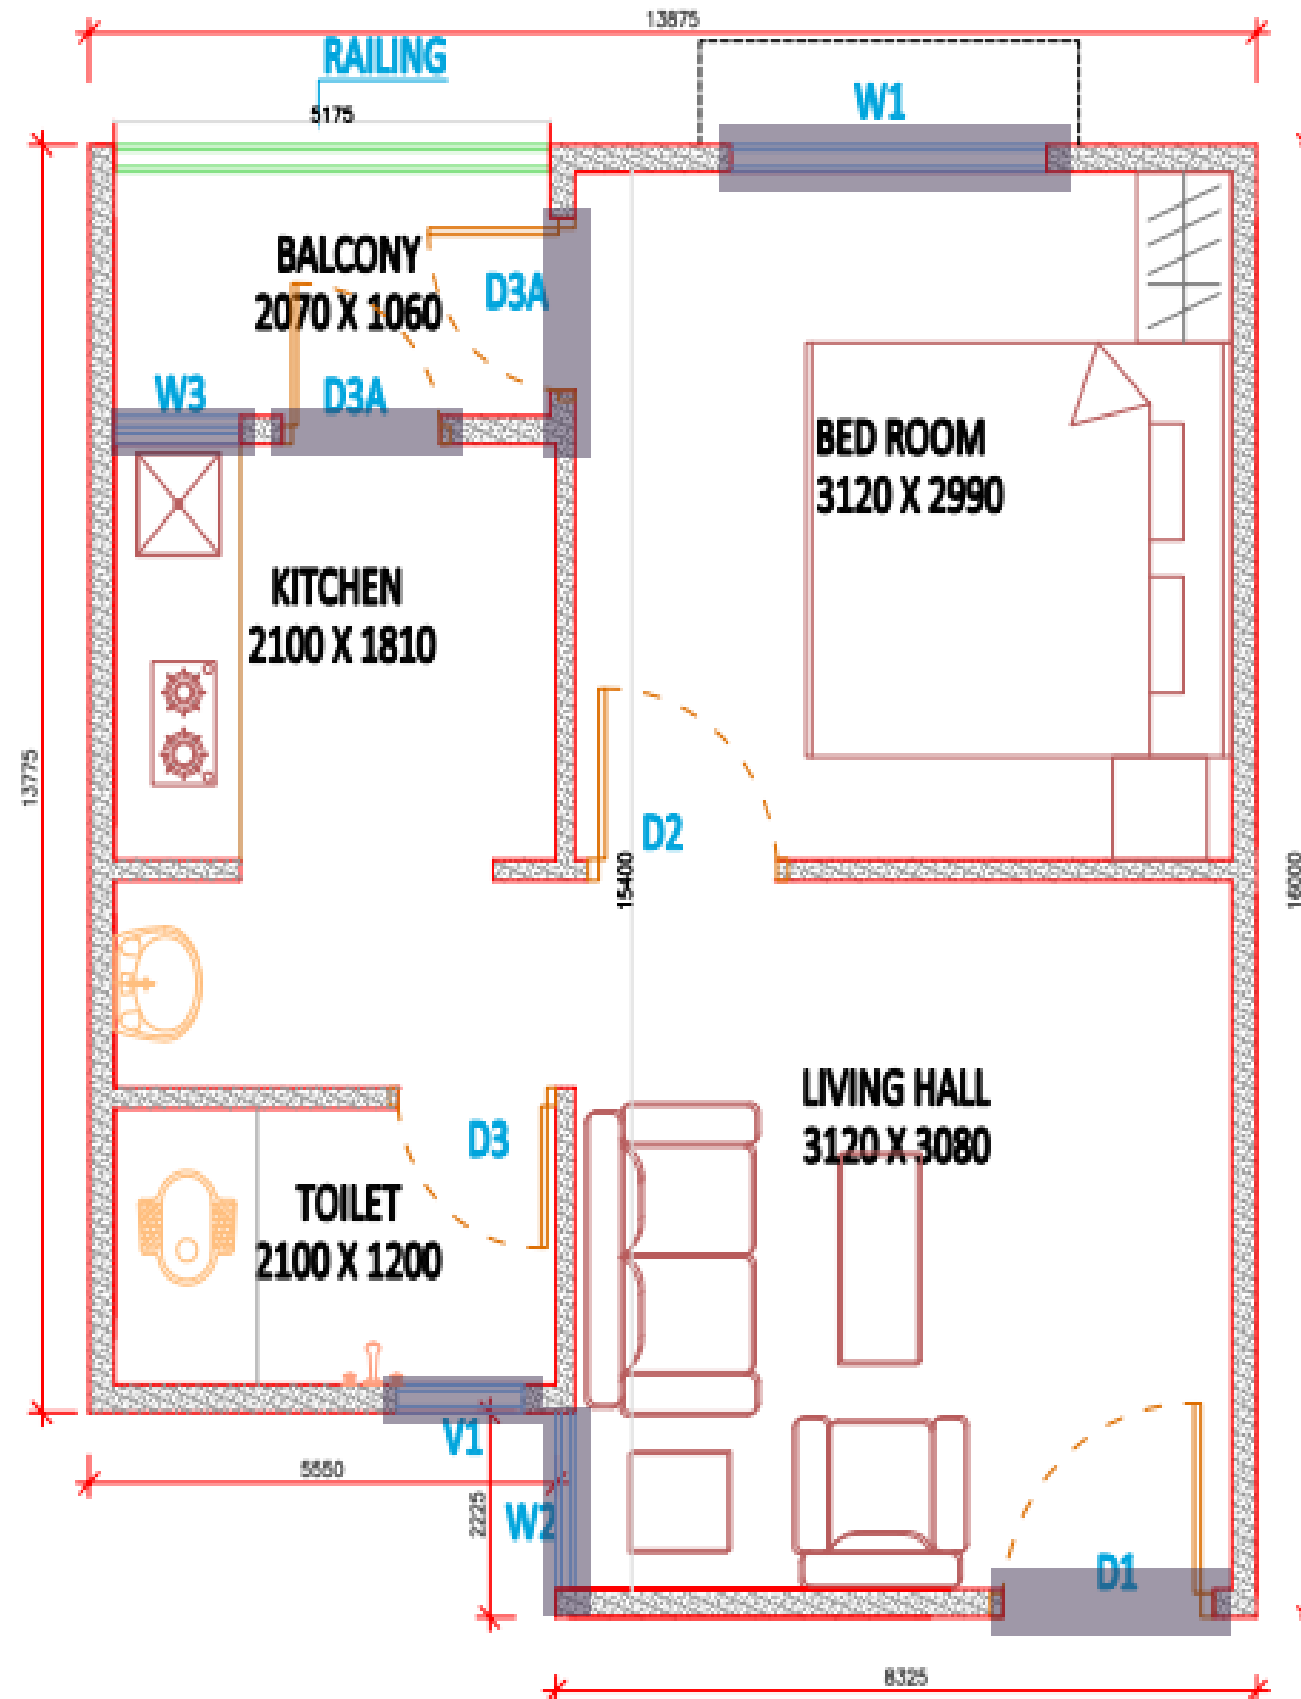 13875
RAILING
5175
W1
BALCONY
2070 X 1060
D3A
W3
D3A
BED ROOM
3120 X 2990
KITCHEN
2100 X 1810
13775
D2
15400
16000
LIVING HALL
3120 X 3080
D3
TOILET
2100 X 1200
V1
5550
2225
W2
D1
8325